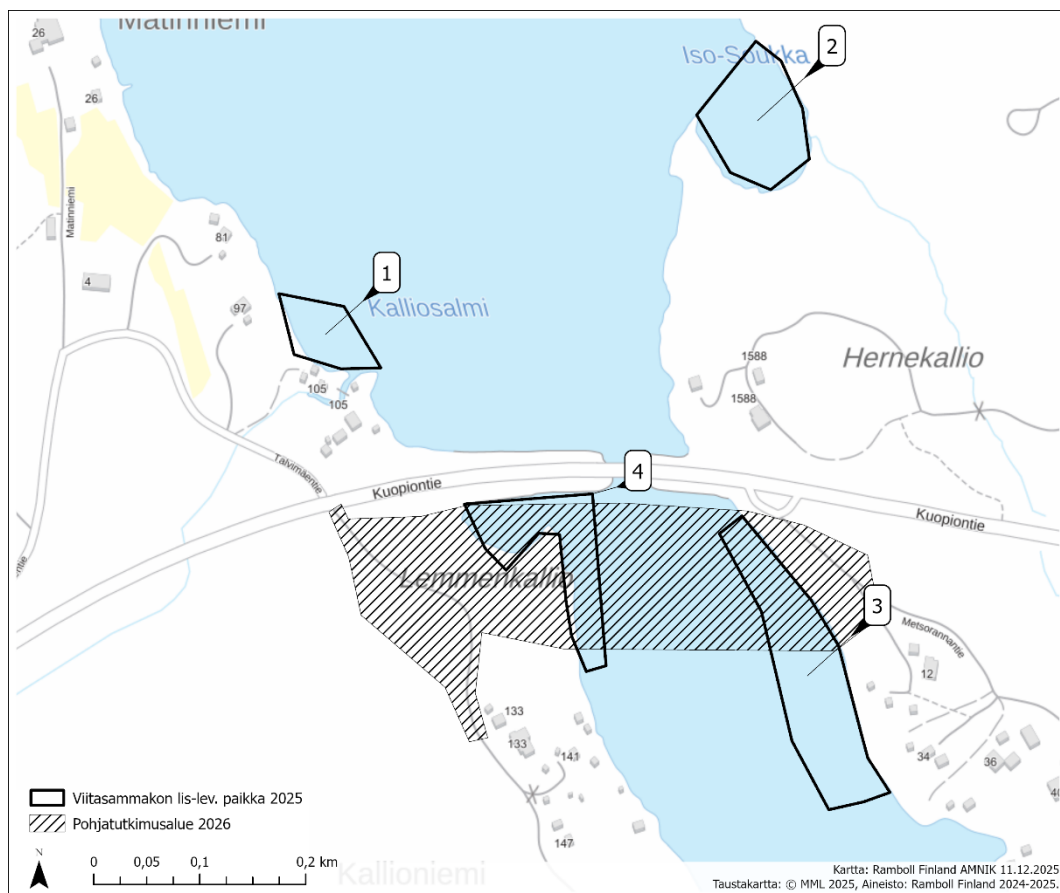 Matinniemi
26
Iso-Soukka
2
26
Matinniemi
81
1
4
Kalliosalmi
97
Hernekallio
1588
105
105
1588
Talvimäentie
4
Kuopiontie
Kuopiontie
entie
Lemmenkallio
3
Metsorannantie
12
133
133
141
34
36
40
147
Viitasammakon lis-lev. paikka 2025
Pohjatutkimusalue 2026
N
0 0,05 0,1 0,2 km
Kallioniemi
Kartta: Ramboll Finland AMNIK 11.12.2025
Taustakartta: © MML 2025, Aineisto: Ramboll Finland 2024-2025.